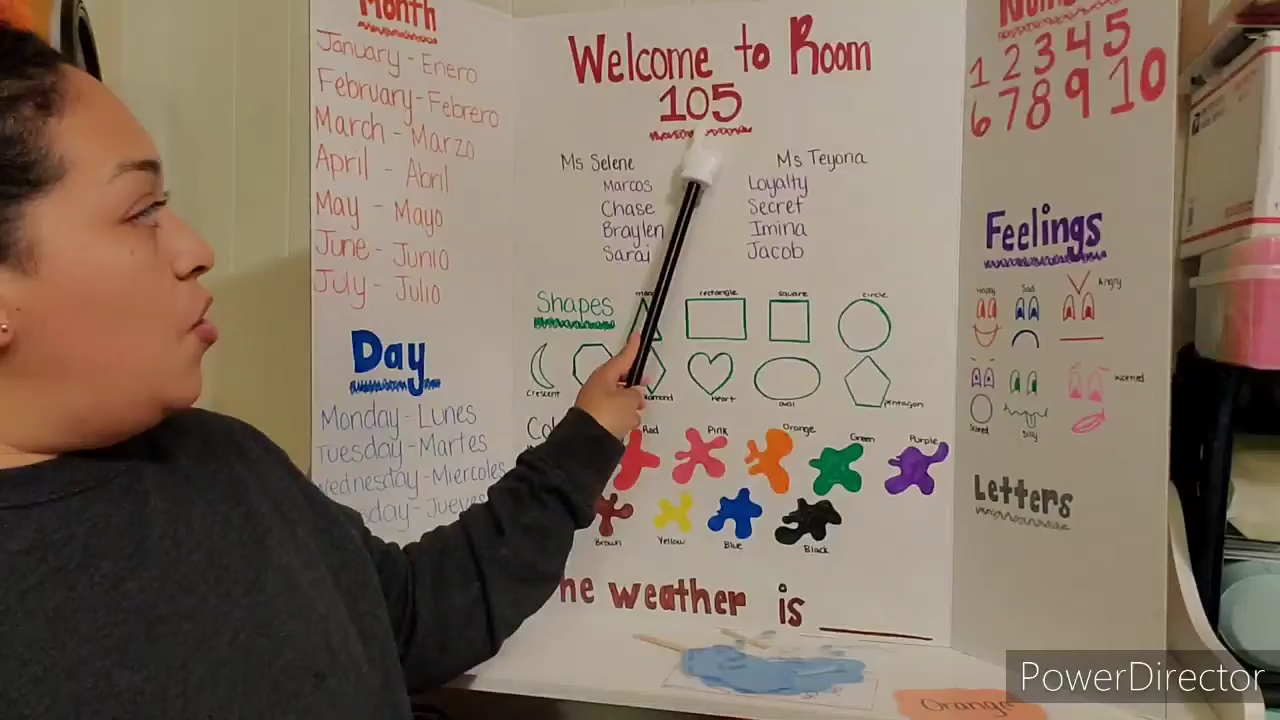 Month
January - Enero
February - Febrero
March - Marzo
April - Abril
May - Mayo
June - Junio
July - Julio
Day
Monday - Lunes
Tuesday - Martes
Wednesday - Miercoles
Jueves
Welcome to Room
105
Ms Selene
Marcos
Chase
Braylen
Sarai
Ms Teyona
Loyalty
Secret
Imina
Jacob
Shapes
rectangle
square
circle
Crescent
Heart
oval
pentagon
Red
Pink
Orange
Green
Purple
Brown
Yellow
Blue
Black
weather is
1 2 3 4 5
6 7 8 9 10
Feelings
Happy
Sad
Angry
Scared
Silly
Worried
Letters
Orange
PowerDirector